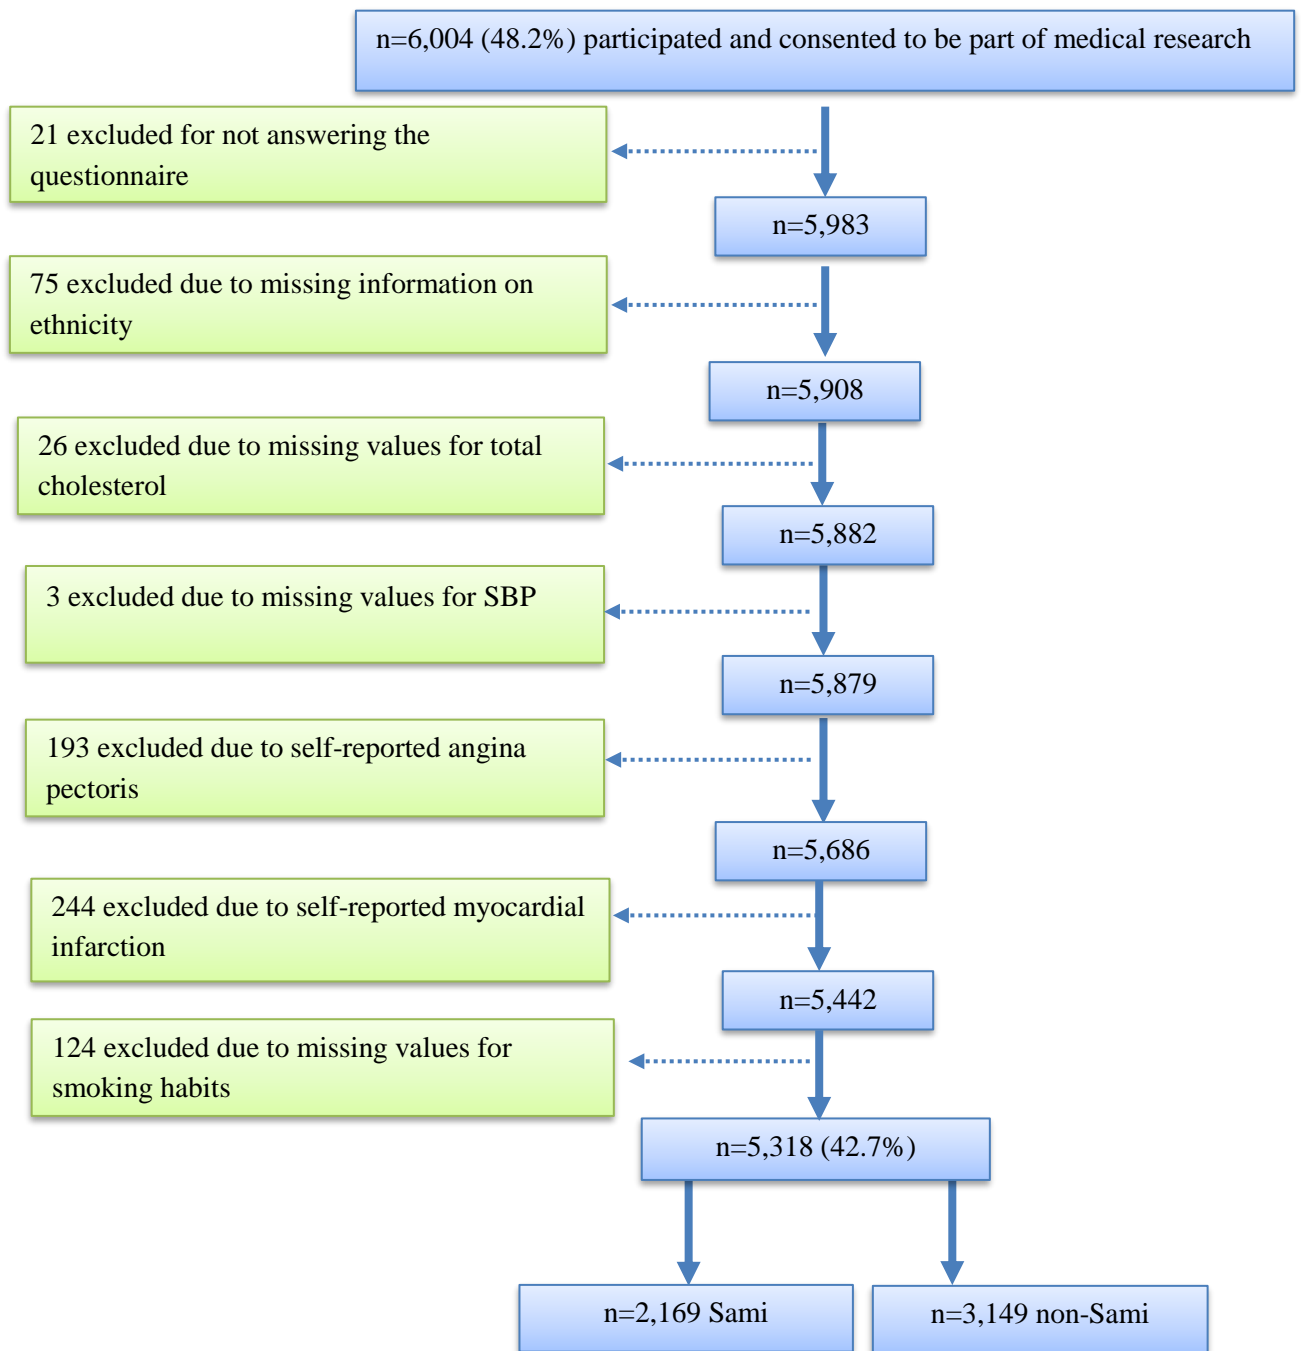 n=6,004 (48.2%) participated and consented to be part of medical research
21 excluded for not answering the
questionnaire
n=5,983
75 excluded due to missing information on
ethnicity
n=5,908
26 excluded due to missing values for total
cholesterol
n=5,882
3 excluded due to missing values for SBP
n=5,879
193 excluded due to self-reported angina
pectoris
n=5,686
244 excluded due to self-reported myocardial
infarction
n=5,442
124 excluded due to missing values for
smoking habits
n=5,318 (42.7%)
n=2,169 Sami
n=3,149 non-Sami